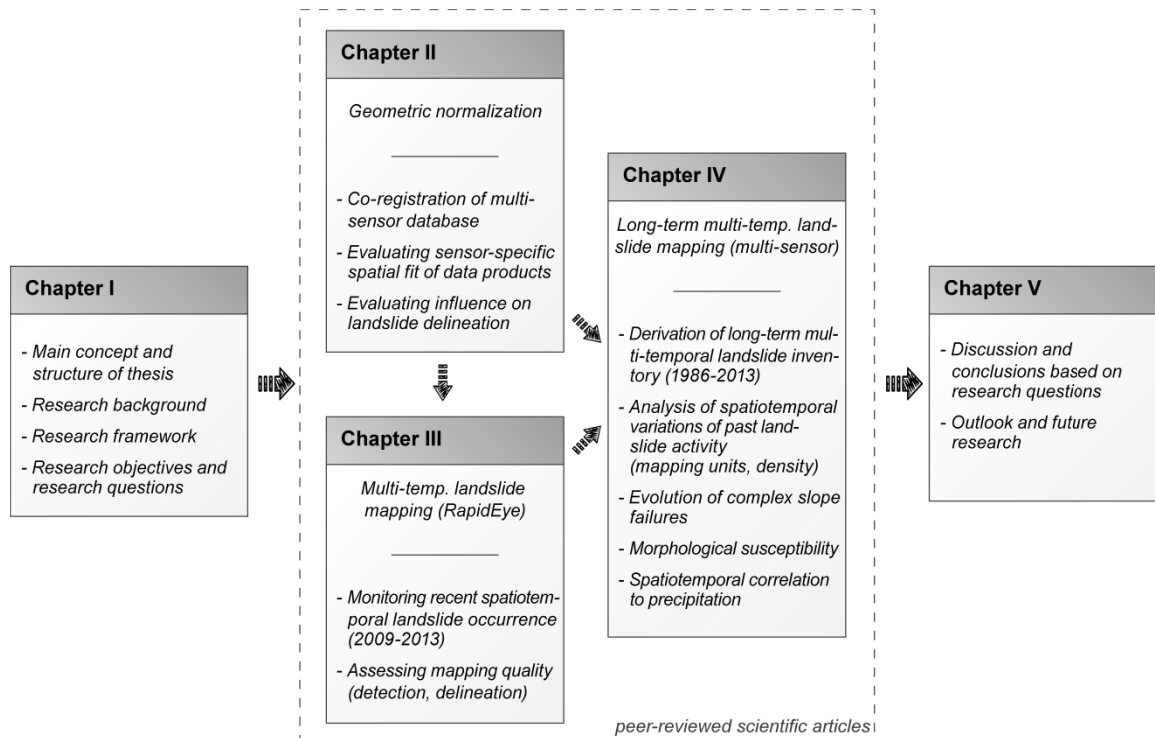 Chapter I
- Main concept and
structure of thesis
- Research background
- Research framework
- Research objectives and
research questions
Chapter II
Geometric normalization
- Co-registration of multi-
sensor database
- Evaluating sensor-specific
spatial fit of data products
- Evaluating influence on
landslide delineation
Chapter III
Multi-temp. landslide
mapping (RapidEye)
- Monitoring recent spatiotem-
poral landslide occurrence
(2009-2013)
- Assessing mapping quality
(detection, delineation)
Chapter IV
Long-term multi-temp. land-
slide mapping (multi-sensor)
- Derivation of long-term mul-
ti-temporal landslide inven-
tory (1986-2013)
- Analysis of spatiotemporal
variations of past land-
slide activity
(mapping units, density)
- Evolution of complex slope
failures
- Morphological susceptibility
- Spatiotemporal correlation
to precipitation
Chapter V
- Discussion and
conclusions based on
research questions
- Outlook and future
research
peer-reviewed scientific articles